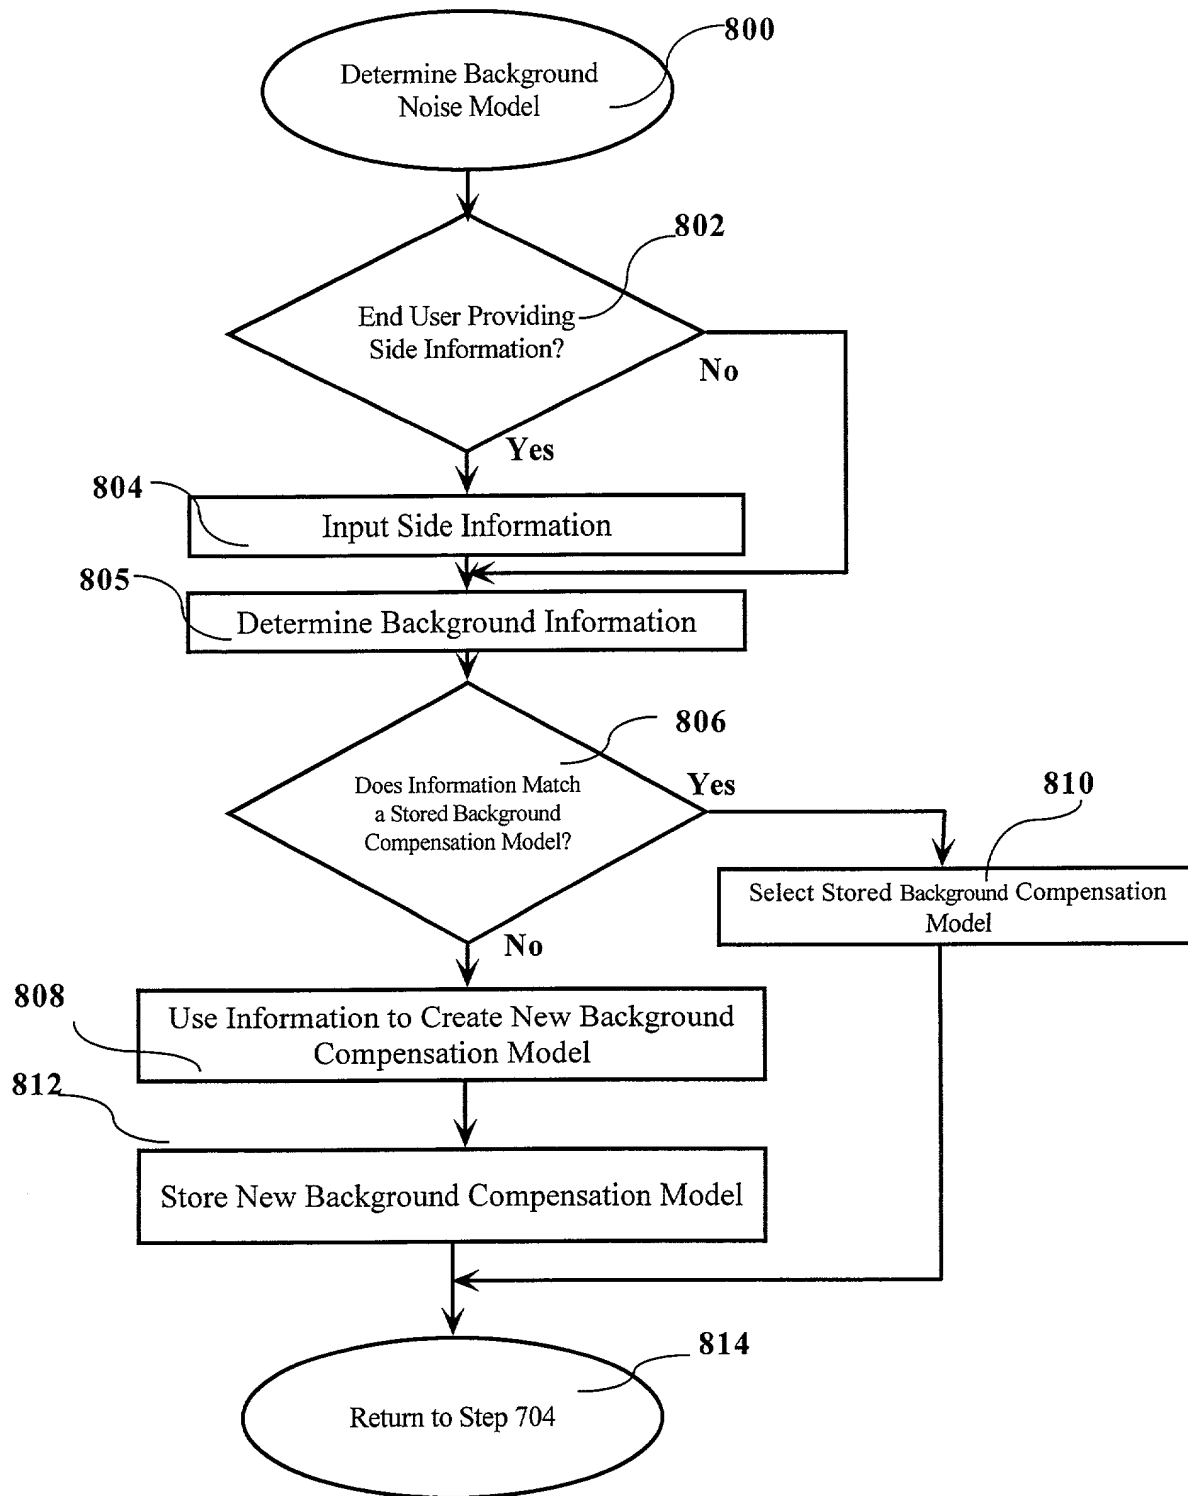 800
Determine Background
Noise Model
802
End User Providing
Side Information?
No
Yes
804
Input Side Information
805
Determine Background Information
806
Does Information Match
a Stored Background
Compensation Model?
Yes
810
Select Stored Background Compensation
Model
No
808
Use Information to Create New Background
Compensation Model
812
Store New Background Compensation Model
814
Return to Step 704